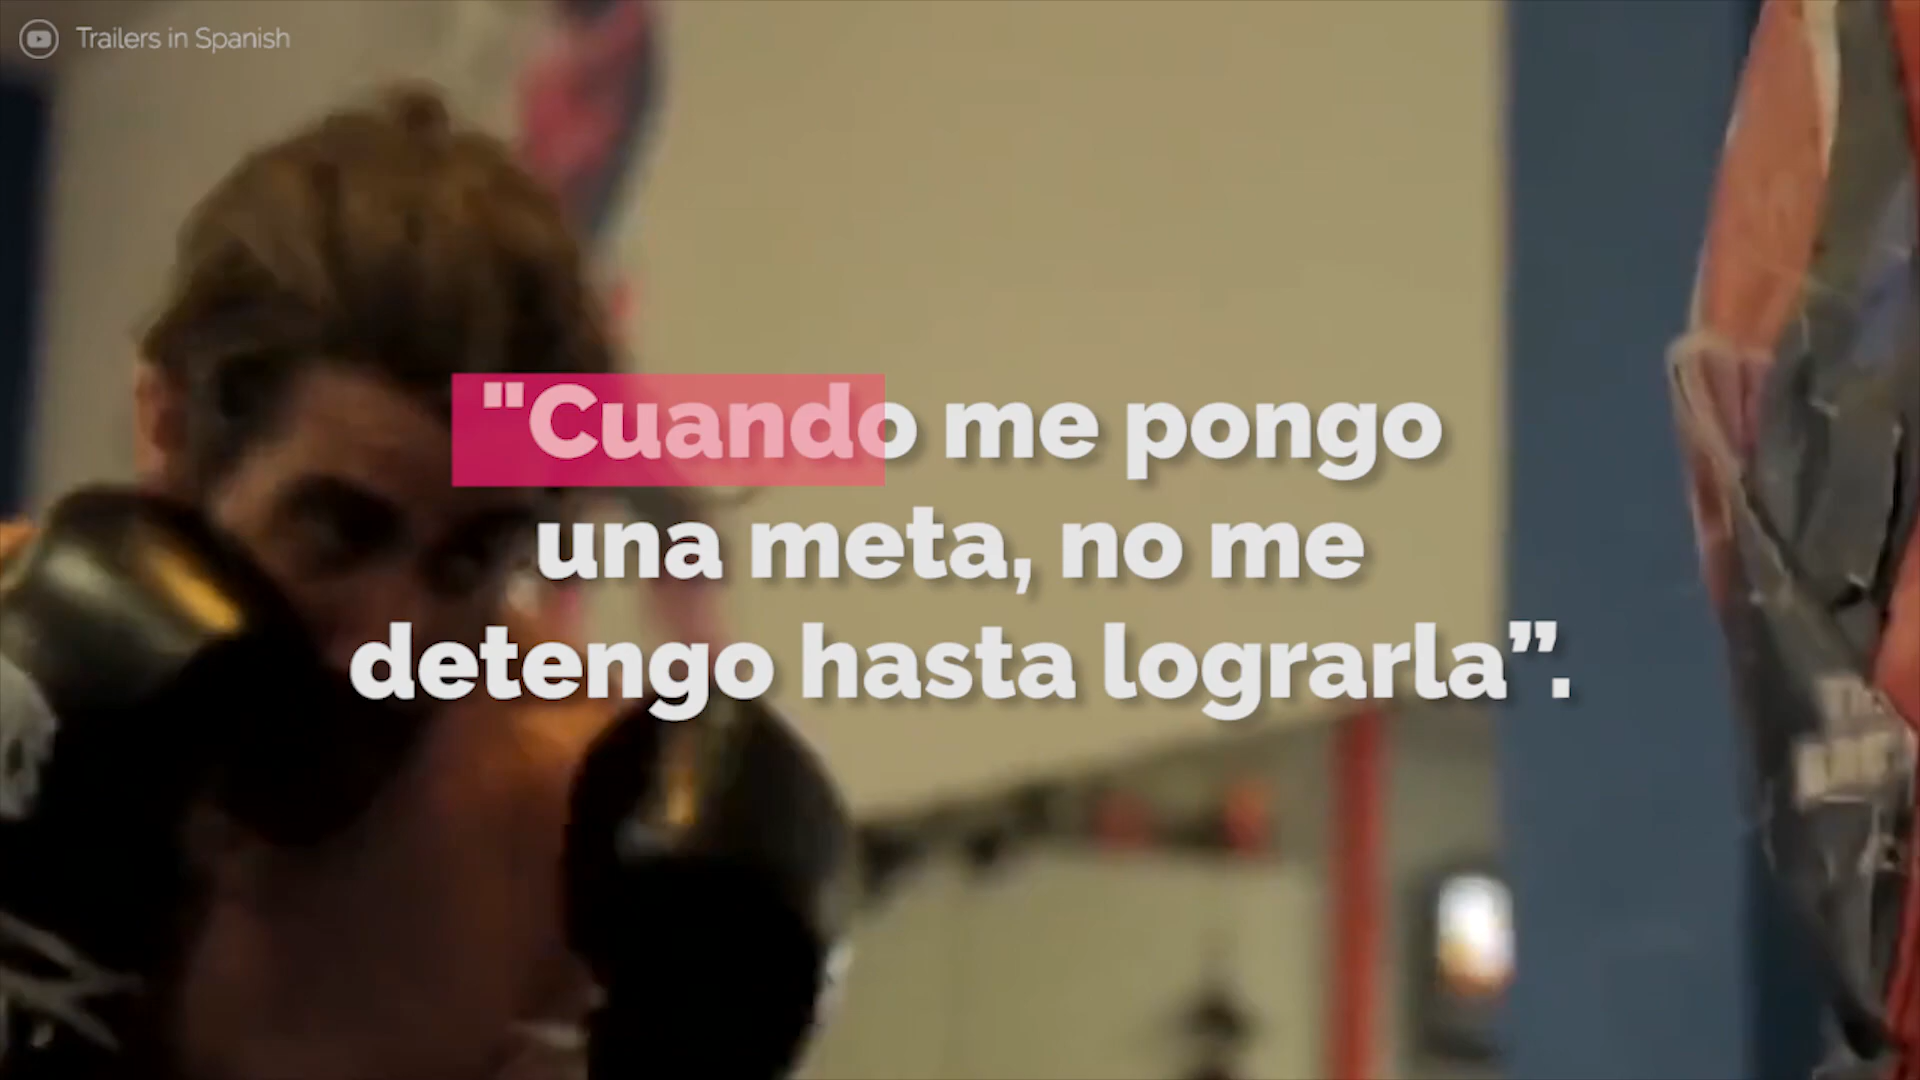 Trailers in Spanish
"Cuando me pongo
una meta, no me
detengo hasta lograrla”.